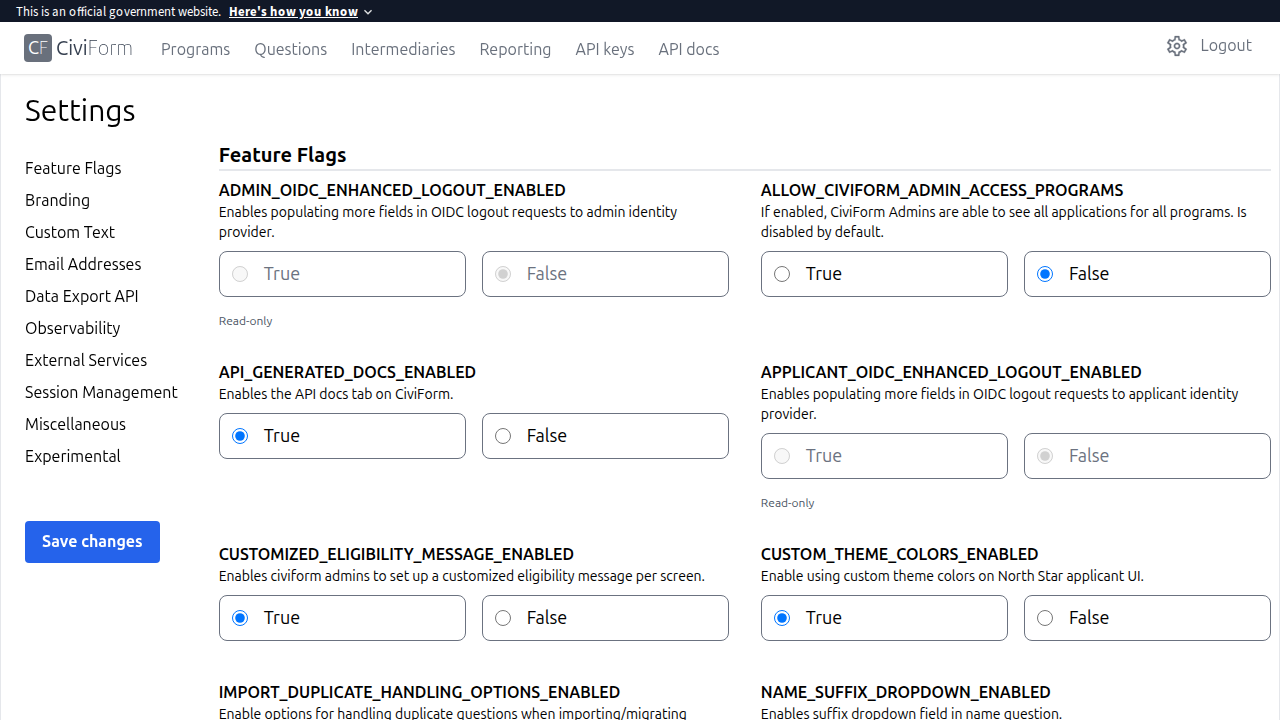 This is an official government website. Here's how you know
CF CiviForm Programs Questions Intermediaries Reporting API keys API docs Logout
Settings
Feature Flags
Branding
Custom Text
Email Addresses
Data Export API
Observability
External Services
Session Management
Miscellaneous
Experimental
Save changes
Feature Flags
ADMIN_OIDC_ENHANCED_LOGOUT_ENABLED
Enables populating more fields in OIDC logout requests to admin identity
provider.
True False
Read-only
ALLOW_CIVIFORM_ADMIN_ACCESS_PROGRAMS
If enabled, CiviForm Admins are able to see all applications for all programs. Is
disabled by default.
True False
API_GENERATED_DOCS_ENABLED
Enables the API docs tab on CiviForm.
True False
APPLICANT_OIDC_ENHANCED_LOGOUT_ENABLED
Enables populating more fields in OIDC logout requests to applicant identity
provider.
True False
Read-only
CUSTOMIZED_ELIGIBILITY_MESSAGE_ENABLED
Enables civiform admins to set up a customized eligibility message per screen.
True False
CUSTOM_THEME_COLORS_ENABLED
Enable using custom theme colors on North Star applicant UI.
True False
IMPORT_DUPLICATE_HANDLING_OPTIONS_ENABLED
Enable options for handling duplicate questions when importing/migrating
NAME_SUFFIX_DROPDOWN_ENABLED
Enables suffix dropdown field in name question.